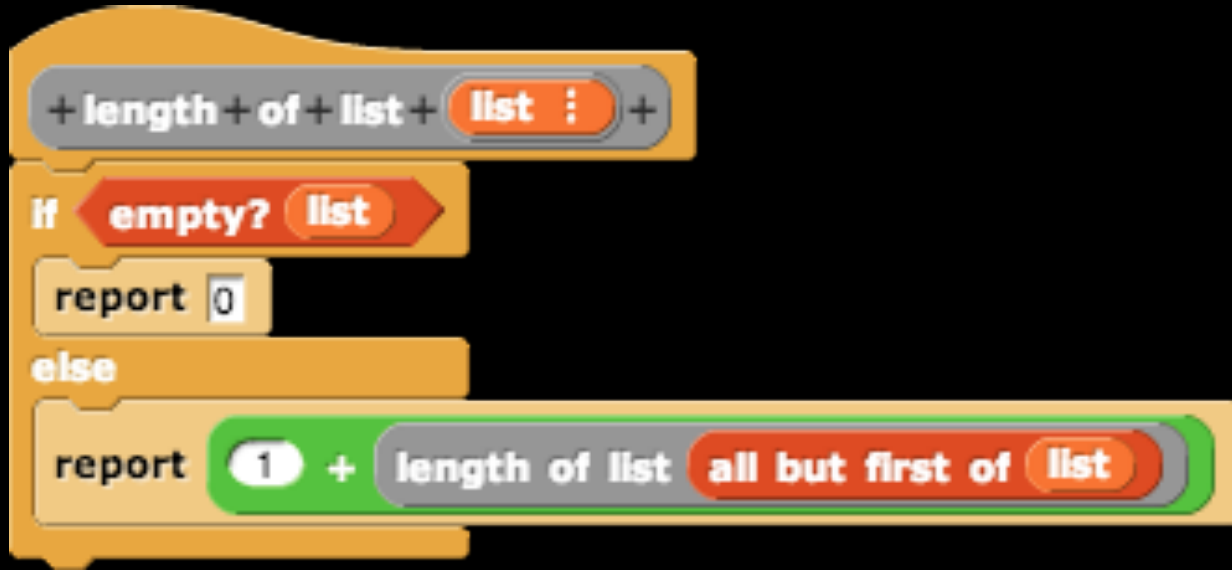 +length+of+list+ list ⋮ +
if empty? list
report 0
else
report 1 + length of list all but first of list